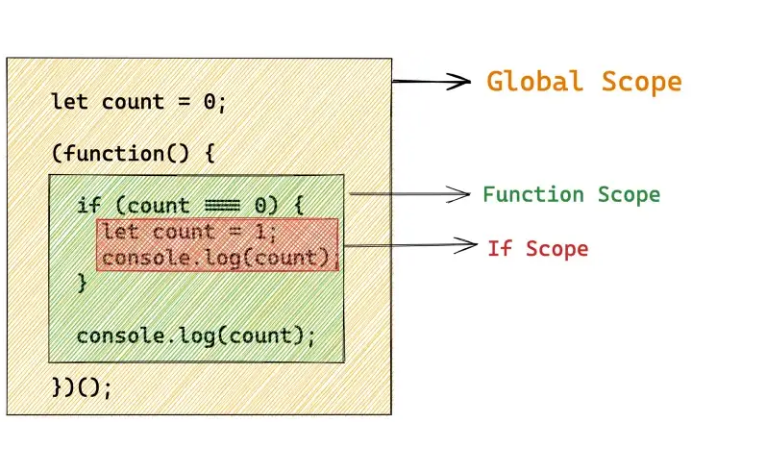 let count = 0;
Global Scope
(function() {
if (count === 0) {
Function Scope
let count = 1;
If Scope
console.log(count);
}
console.log(count);
})();